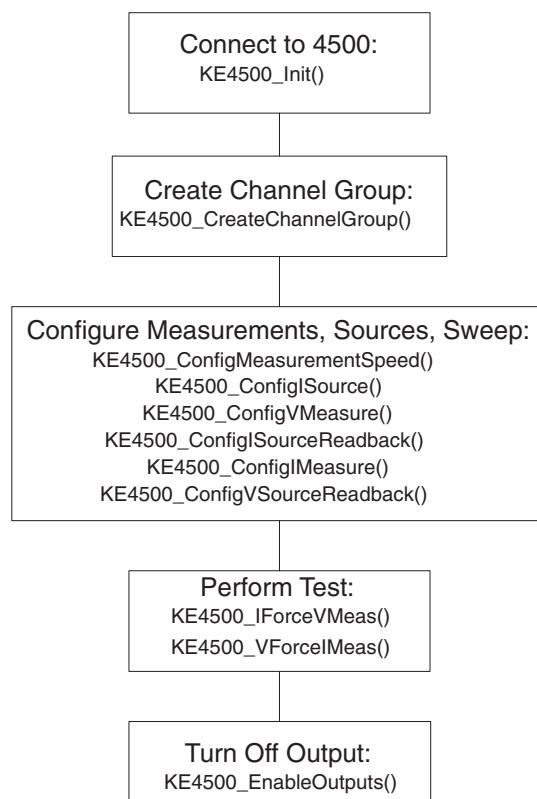 Connect to 4500:
KE4500_Init()
Create Channel Group:
KE4500_CreateChannelGroup()
Configure Measurements, Sources, Sweep:
KE4500_ConfigMeasurementSpeed()
KE4500_ConfigISource()
KE4500_ConfigVMeasure()
KE4500_ConfigISourceReadback()
KE4500_ConfigIMeasure()
KE4500_ConfigVSourceReadback()
Perform Test:
KE4500_IForceVMeas()
KE4500_VForceIMeas()
Turn Off Output:
KE4500_EnableOutputs()